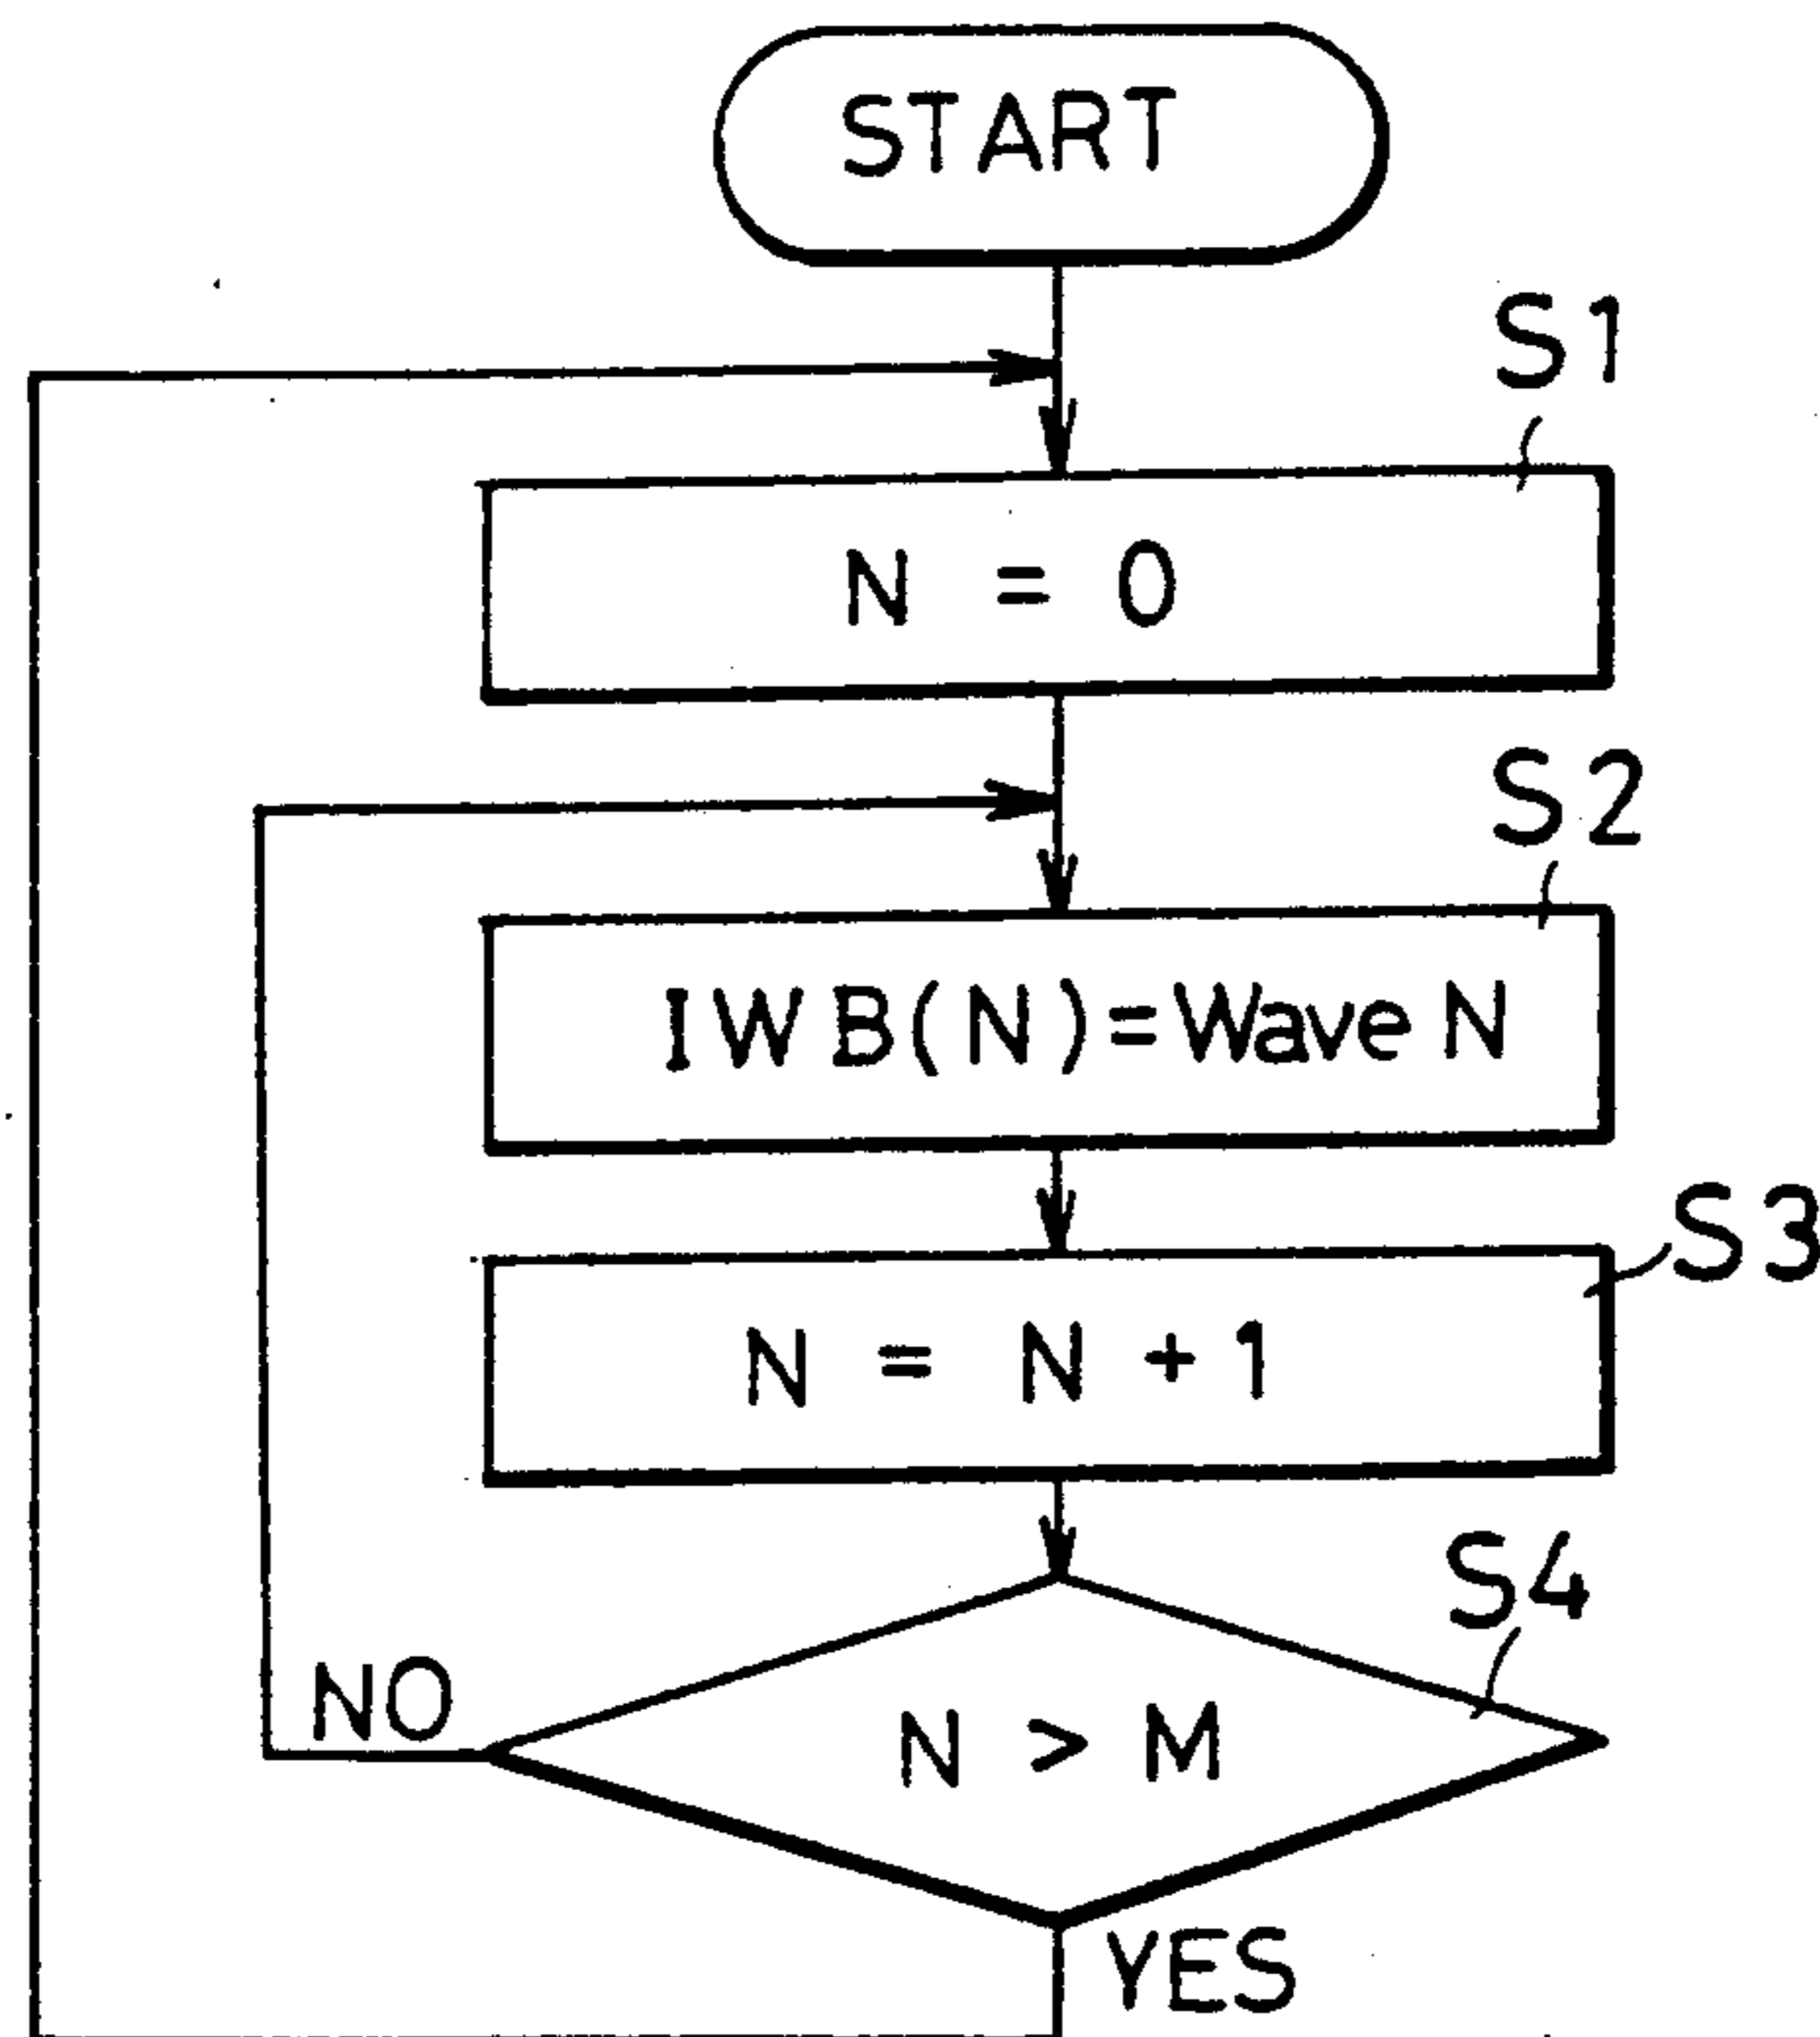 START
S1
N = 0
S2
IWB(N)=Wave N
S3
N = N + 1
S4
NO
N > M
YES